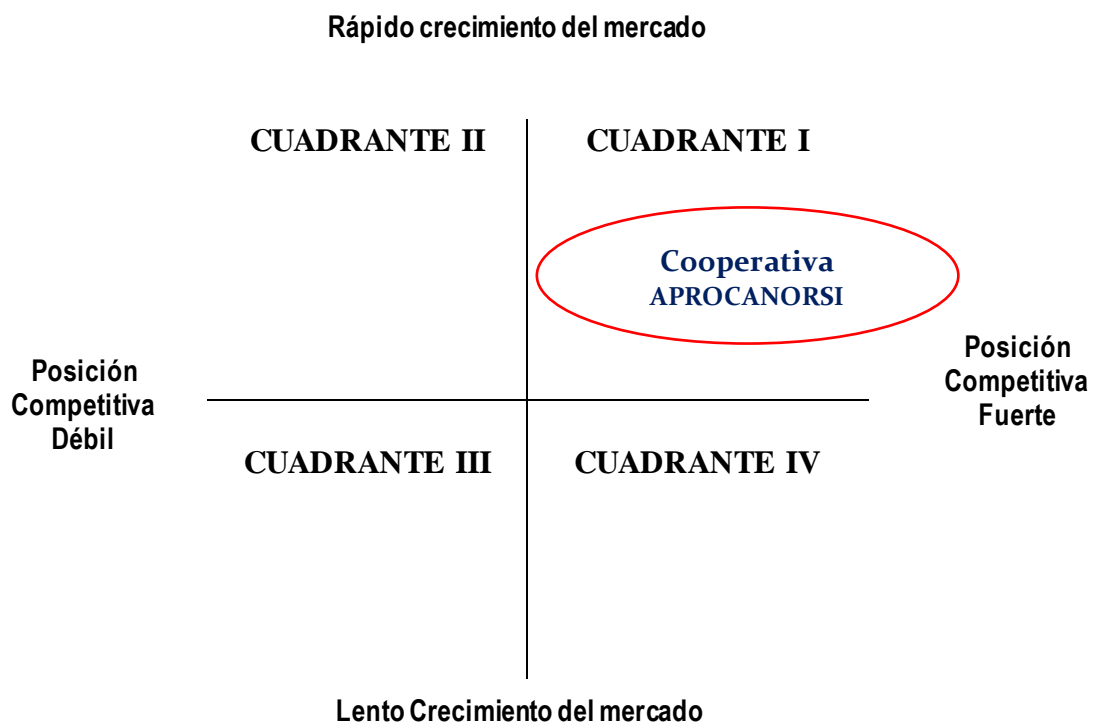 Rápido crecimiento del mercado
CUADRANTE II
CUADRANTE I
Cooperativa
APROCANORSI
Posición
Competitiva
Débil
Posición
Competitiva
Fuerte
CUADRANTE III
CUADRANTE IV
Lento Crecimiento del mercado